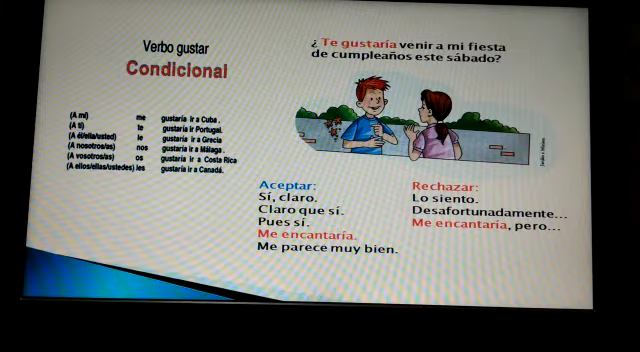 Verbo gustar
Condicional
(A mí) me gustaría ir a Cuba .
(A ti) te gustaría ir Portugal.
(A él/ella/usted) le gustaría ir a Grecia
(A nosotros/as) nos gustaría ir a Málaga .
(A vosotros/as) os gustaría ir a Costa Rica
(A ellos/ellas/ustedes) les gustaría ir a Canadá.
¿ Te gustaría venir a mi fiesta
de cumpleaños este sábado?
Aceptar:
Sí, claro.
Claro que sí.
Pues sí.
Me encantaría.
Me parece muy bien.
Rechazar:
Lo siento.
Desafortunadamente...
Me encantaría, pero...